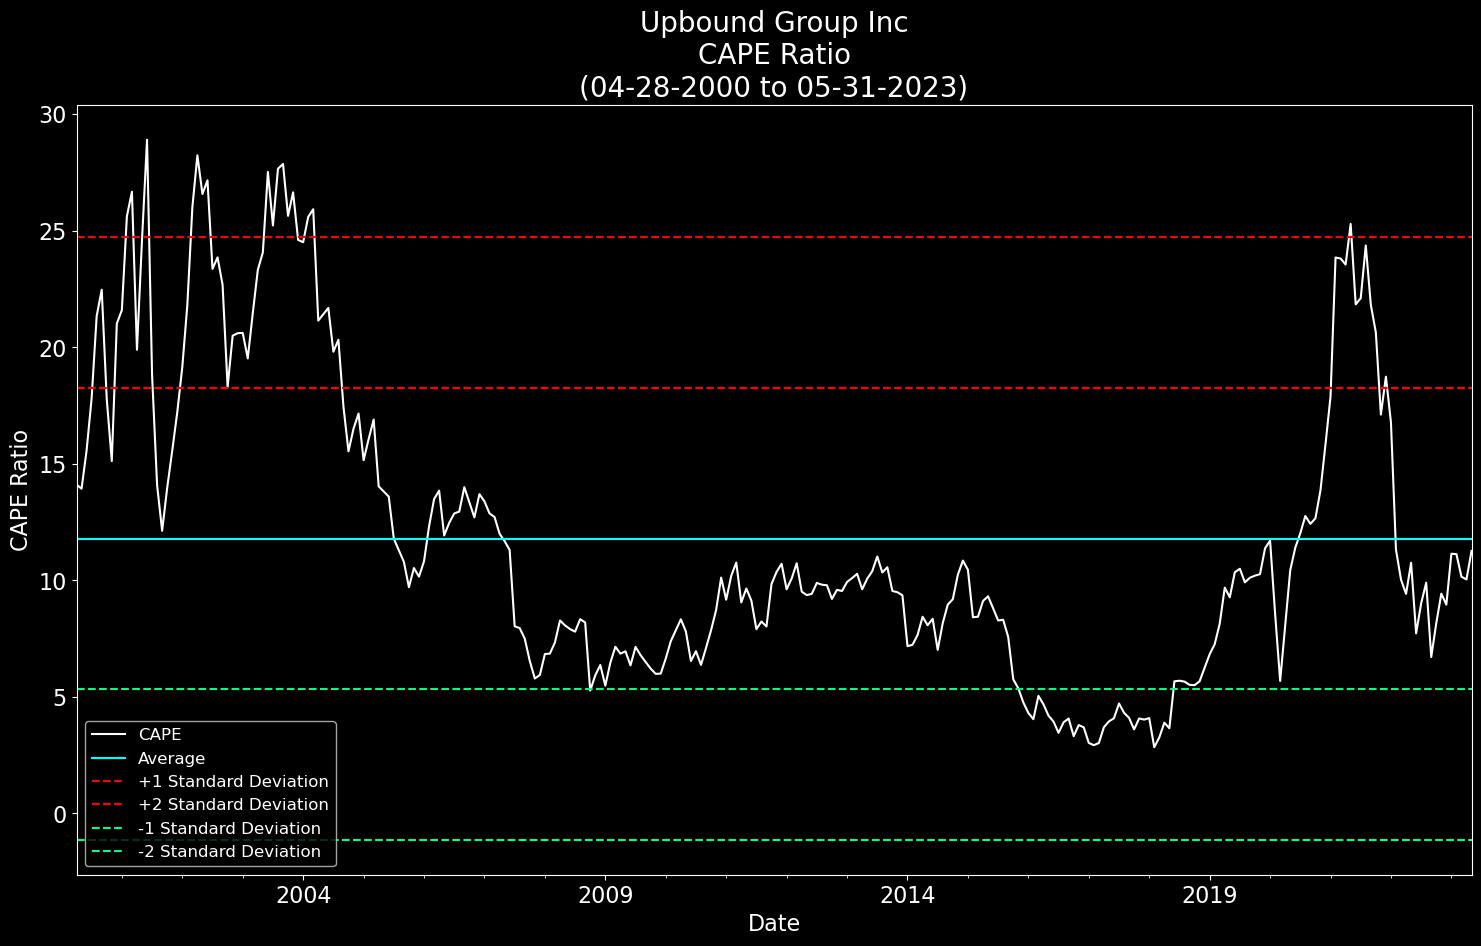 Upbound Group Inc
CAPE Ratio
(04-28-2000 to 05-31-2023)
30
25
20
15
10
5
0
CAPE Ratio
CAPE
Average
+1 Standard Deviation
+2 Standard Deviation
-1 Standard Deviation
-2 Standard Deviation
2004
2009
2014
2019
Date